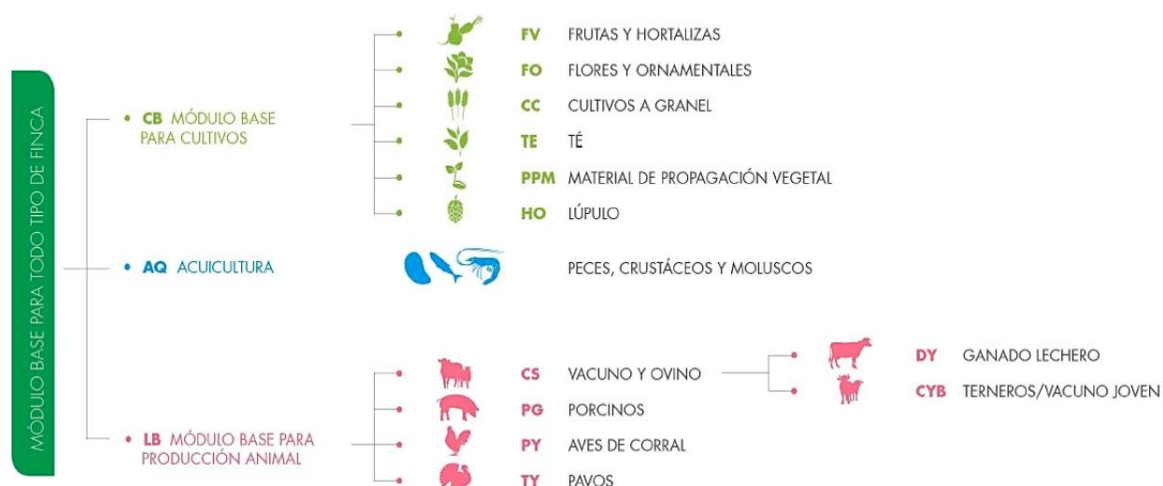 MÓDULO BASE PARA TODO TIPO DE FINCA
CB MÓDULO BASE
PARA CULTIVOS
FV FRUTAS Y HORTALIZAS
FO FLORES Y ORNAMENTALES
CC CULTIVOS A GRANEL
TE TÉ
PPM MATERIAL DE PROPAGACIÓN VEGETAL
HO LÚPULO
AQ ACUICULTURA
PECES, CRUSTÁCEOS Y MOLUSCOS
LB MÓDULO BASE PARA
PRODUCCIÓN ANIMAL
CS VACUNO Y OVINO
DY GANADO LECHERO
CYB TERNEROS/VACUNO JOVEN
PG PORCINOS
PY AVES DE CORRAL
TY PAVOS